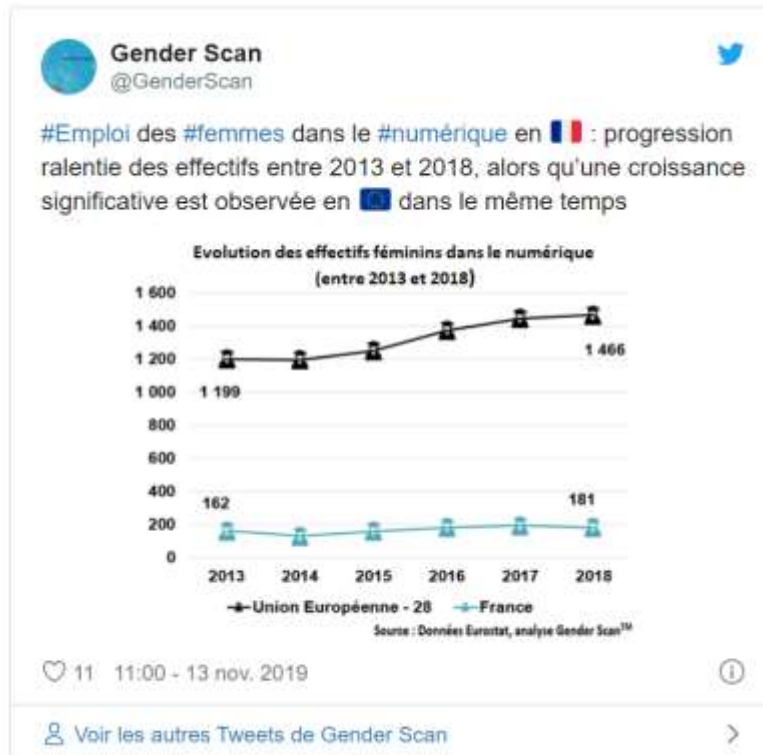 Gender Scan
@GenderScan
#Emploi des #femmes dans le #numérique en 🇫🇷 : progression
ralentie des effectifs entre 2013 et 2018, alors qu'une croissance
significative est observée en 🇪🇺 dans le même temps
Evolution des effectifs féminins dans le numérique
(entre 2013 et 2018)
1 600
1 400
1 200
1 000
800
600
400
200
0
1 199
1 466
162
181
2013 2014 2015 2016 2017 2018
Union Européenne - 28 France
Source : Données Eurostat, analyse Gender Scan™
11 11:00 - 13 nov. 2019
Voir les autres Tweets de Gender Scan